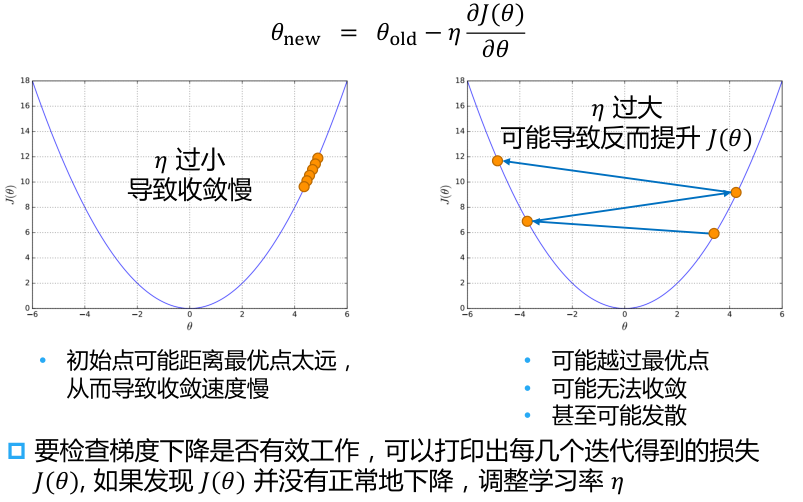 θnew = θold − η ∂J(θ)/∂θ
18
16
14
12
10
8
6
4
2
0
−6 −4 −2 0 2 4 6
J(θ)
θ
η 过小
导致收敛慢
18
16
14
12
10
8
6
4
2
0
−6 −4 −2 0 2 4 6
J(θ)
θ
η 过大
可能导致反而提升 J(θ)
• 初始点可能距离最优点太远，
从而导致收敛速度慢
• 可能越过最优点
• 可能无法收敛
• 甚至可能发散
要检查梯度下降是否有效工作，可以打印出每几个迭代得到的损失
J(θ), 如果发现 J(θ) 并没有正常地下降，调整学习率 η